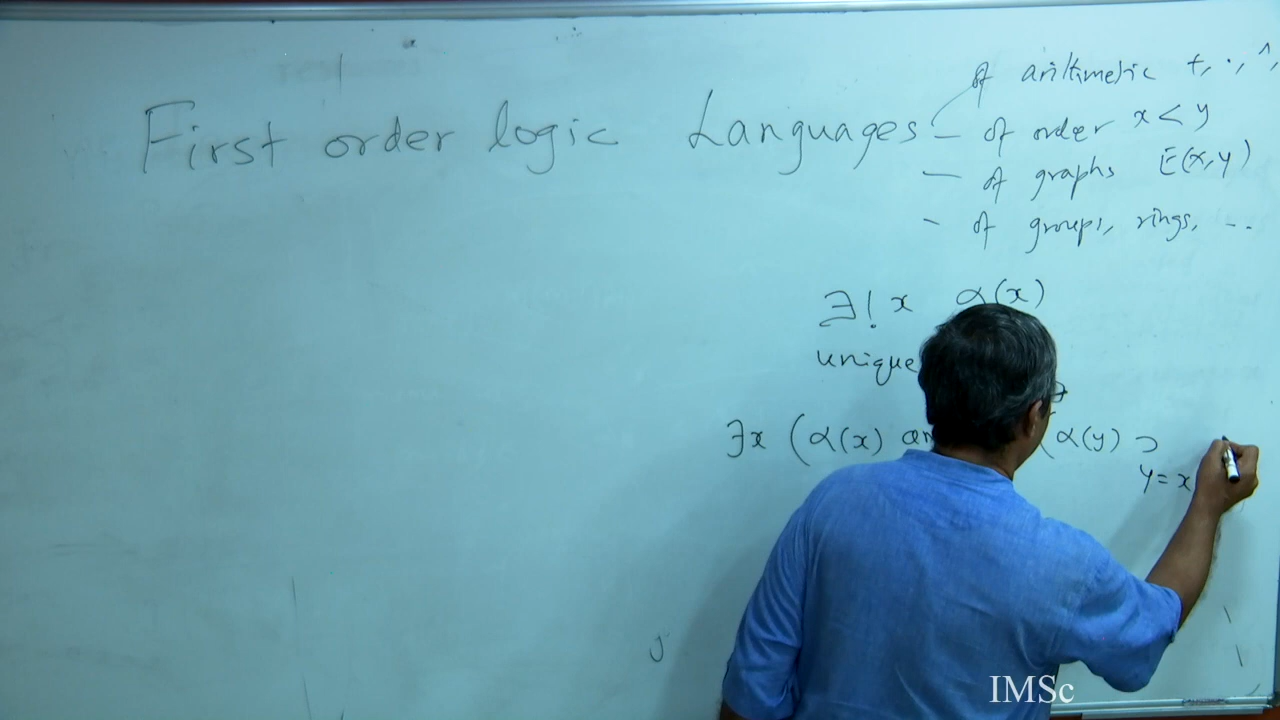 First order logic Languages
of arithmetic +, ·, ^,
– of order x < y
– of graphs E(x, y)
– of groups, rings, ...
∃! x α(x)
unique
∃x (α(x) (α(y) ⊃
y = x
IMSc